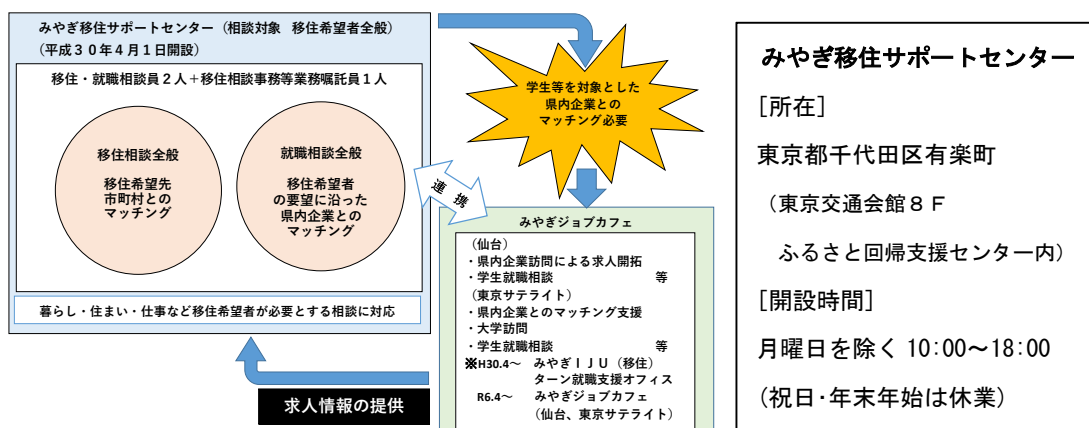 みやぎ移住サポートセンター（相談対象　移住希望者全般）
（平成３０年４月１日開設）
移住・就職相談員２人＋移住相談事務等業務嘱託員１人
移住相談全般
移住希望先
市町村との
マッチング
就職相談全般
移住希望者
の要望に沿った
県内企業との
マッチング
暮らし・住まい・仕事など移住希望者が必要とする相談に対応
学生等を対象とした
県内企業との
マッチング必要
連携
みやぎジョブカフェ
（仙台）
・県内企業訪問による求人開拓
・学生就職相談　　　　　　　等
（東京サテライト）
・県内企業とのマッチング支援
・大学訪問
・学生就職相談　　　　　　　等
※H30.4～　みやぎＩＪＵ（移住）
ターン就職支援オフィス
R6.4～　みやぎジョブカフェ
（仙台、東京サテライト）
求人情報の提供
みやぎ移住サポートセンター
[所在]
東京都千代田区有楽町
（東京交通会館８Ｆ
ふるさと回帰支援センター内）
[開設時間]
月曜日を除く 10:00～18:00
(祝日･年末年始は休業)